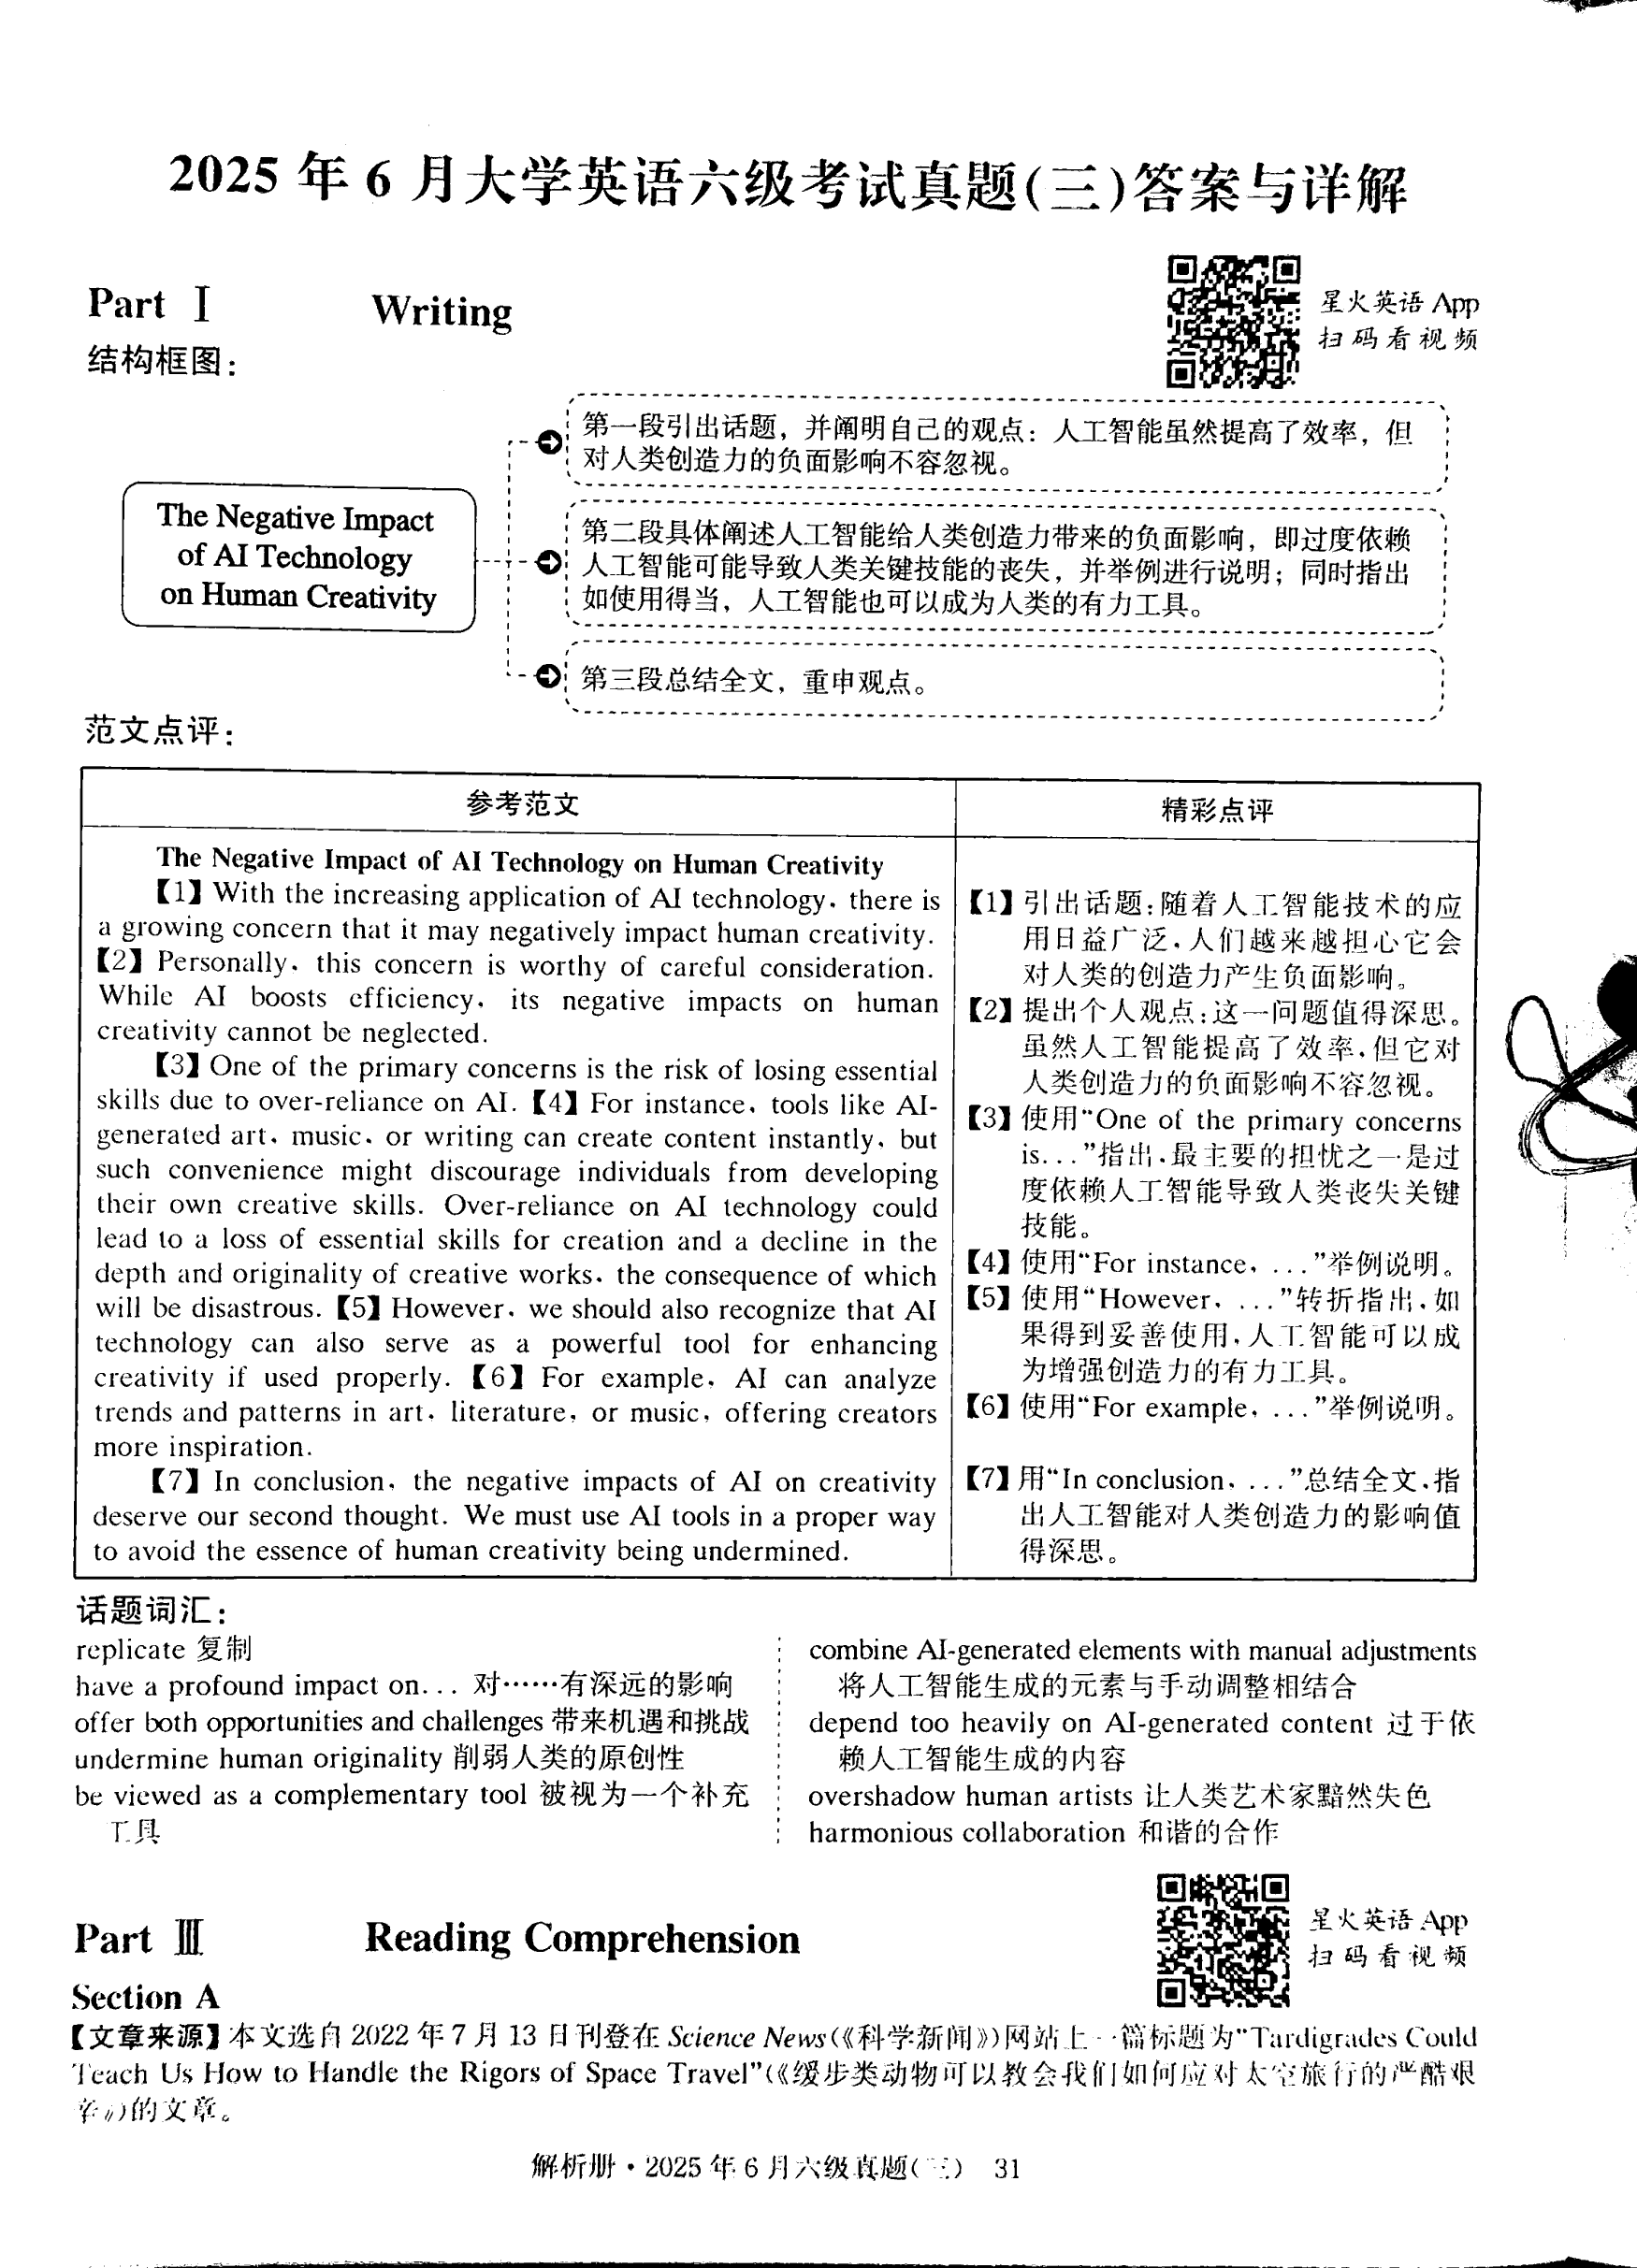 2025 年 6 月大学英语六级考试真题(三)答案与详解
Part Ⅰ Writing
星火英语 App
扫码看视频
结构框图：
The Negative Impact
of AI Technology
on Human Creativity
第一段引出话题，并阐明自己的观点：人工智能虽然提高了效率，但
对人类创造力的负面影响不容忽视。
第二段具体阐述人工智能给人类创造力带来的负面影响，即过度依赖
人工智能可能导致人类关键技能的丧失，并举例进行说明；同时指出
如使用得当，人工智能也可以成为人类的有力工具。
第三段总结全文，重申观点。
范文点评：
参考范文
The Negative Impact of AI Technology on Human Creativity
【1】With the increasing application of AI technology, there is
a growing concern that it may negatively impact human creativity.
【2】Personally, this concern is worthy of careful consideration.
While AI boosts efficiency, its negative impacts on human
creativity cannot be neglected.
【3】One of the primary concerns is the risk of losing essential
skills due to over-reliance on AI.【4】For instance, tools like AI-
generated art, music, or writing can create content instantly, but
such convenience might discourage individuals from developing
their own creative skills. Over-reliance on AI technology could
lead to a loss of essential skills for creation and a decline in the
depth and originality of creative works, the consequence of which
will be disastrous.【5】However, we should also recognize that AI
technology can also serve as a powerful tool for enhancing
creativity if used properly.【6】For example, AI can analyze
trends and patterns in art, literature, or music, offering creators
more inspiration.
【7】In conclusion, the negative impacts of AI on creativity
deserve our second thought. We must use AI tools in a proper way
to avoid the essence of human creativity being undermined.
精彩点评
【1】引出话题：随着人工智能技术的应
用日益广泛，人们越来越担心它会
对人类的创造力产生负面影响。
【2】提出个人观点：这一问题值得深思。
虽然人工智能提高了效率，但它对
人类创造力的负面影响不容忽视。
【3】使用“One of the primary concerns
is...”指出，最主要的担忧之一是过
度依赖人工智能导致人类丧失关键
技能。
【4】使用“For instance, ...”举例说明。
【5】使用“However, ...”转折指出，如
果得到妥善使用，人工智能可以成
为增强创造力的有力工具。
【6】使用“For example, ...”举例说明。
【7】用“In conclusion, ...”总结全文，指
出人工智能对人类创造力的影响值
得深思。
话题词汇：
replicate 复制
have a profound impact on... 对……有深远的影响
offer both opportunities and challenges 带来机遇和挑战
undermine human originality 削弱人类的原创性
be viewed as a complementary tool 被视为一个补充
工具
combine AI-generated elements with manual adjustments
将人工智能生成的元素与手动调整相结合
depend too heavily on AI-generated content 过于依
赖人工智能生成的内容
overshadow human artists 让人类艺术家黯然失色
harmonious collaboration 和谐的合作
Part Ⅲ Reading Comprehension
星火英语 App
扫码看视频
Section A
【文章来源】本文选自 2022 年 7 月 13 日刊登在 Science News(《科学新闻》)网站上一篇标题为“Tardigrades Could
Teach Us How to Handle the Rigors of Space Travel”(《缓步类动物可以教会我们如何应对太空旅行的严酷艰
辛》)的文章。
解析册·2025 年 6 月六级真题(三) 31